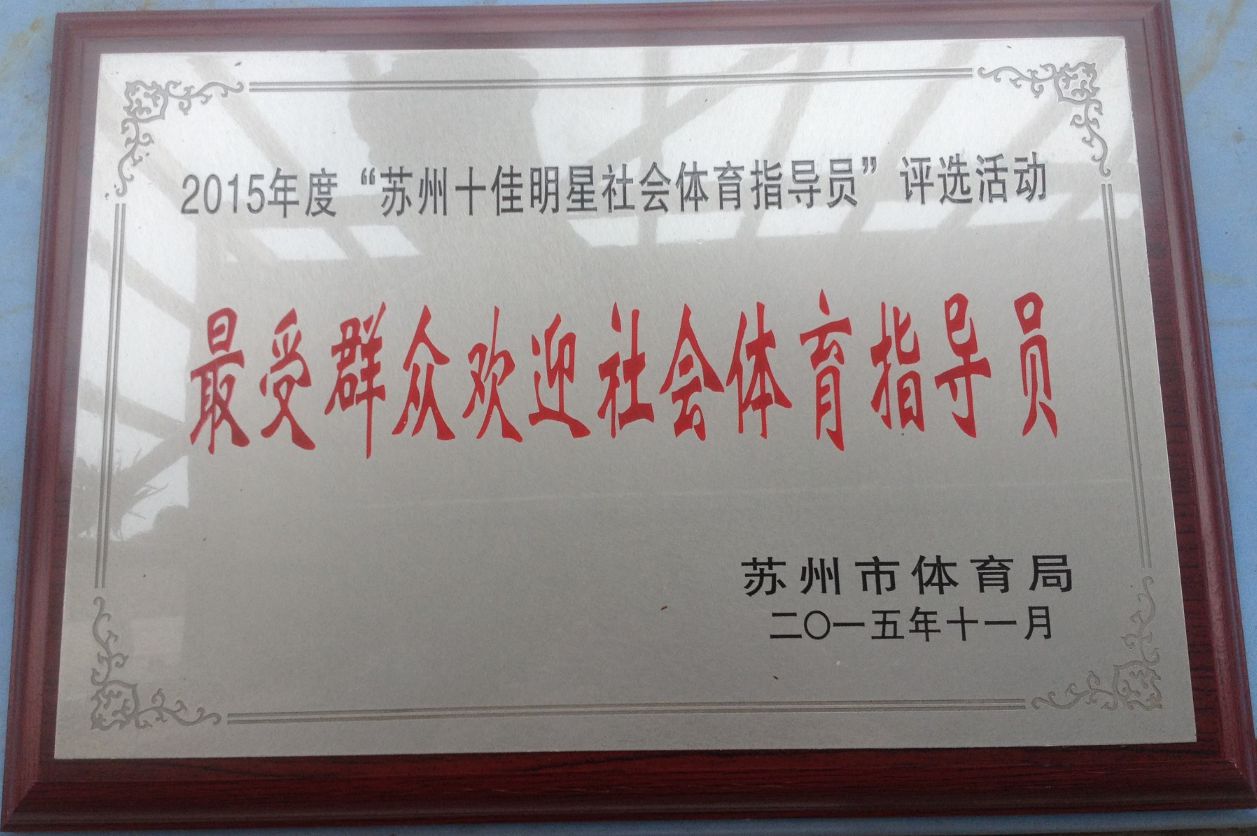 2015年度“苏州十佳明星社会体育指导员”评选活动
最受群众欢迎社会体育指导员
苏州市体育局
二〇一五年十一月